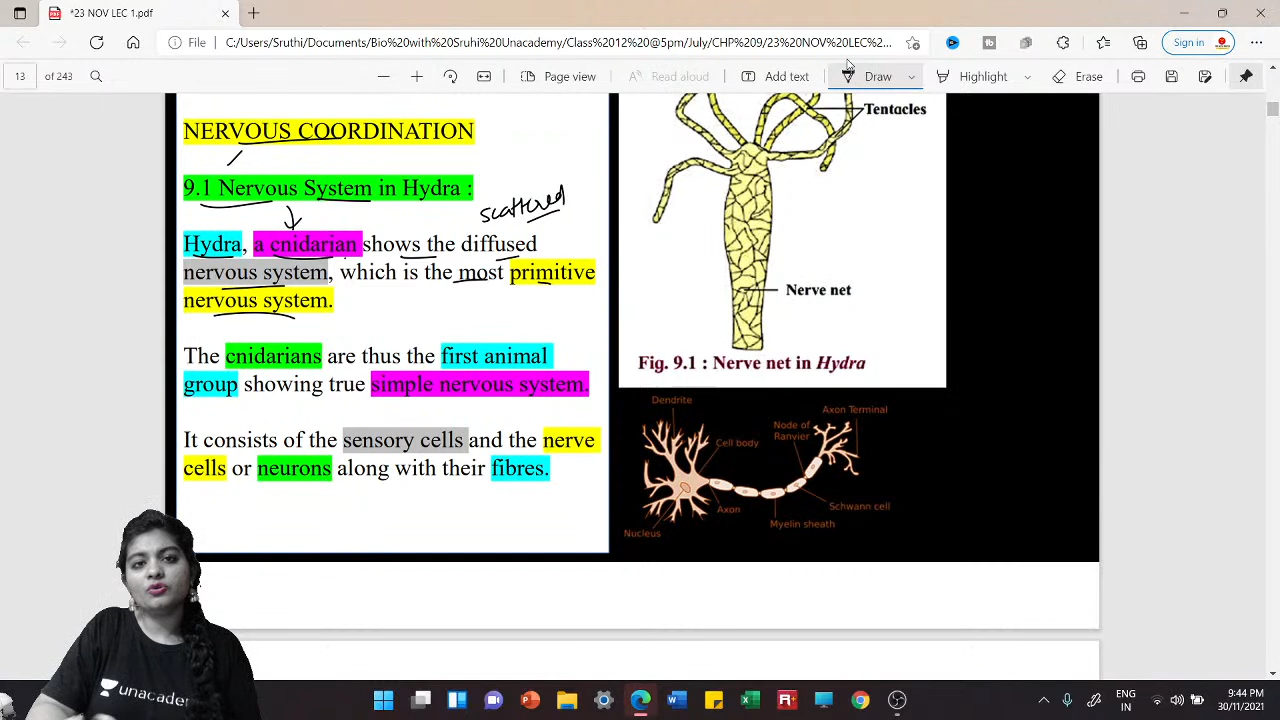 *23 NOV LEC 1.pdf
File
C:/Users/Sruthi/Documents/Bio%20with%20Sruhi%20Unacademy/Class%2012%20@5pm/CHP%209/23%20NOV%20LEC%2...
Sign in
13 of 243
Page view
Read aloud
Add text
Draw
Highlight
Erase
NERVOUS COORDINATION
9.1 Nervous System in Hydra :
scattered
Hydra, a cnidarian shows the diffused
nervous system, which is the most primitive
nervous system.
The cnidarians are thus the first animal
group showing true simple nervous system.
It consists of the sensory cells and the nerve
cells or neurons along with their fibres.
Tentacles
Nerve net
Fig. 9.1 : Nerve net in Hydra
Dendrite
Axon Terminal
Node of
Ranvier
Cell body
Schwann cell
Axon
Myelin sheath
Nucleus
unacade
ENG
IN
9:44 PM
30/11/2021